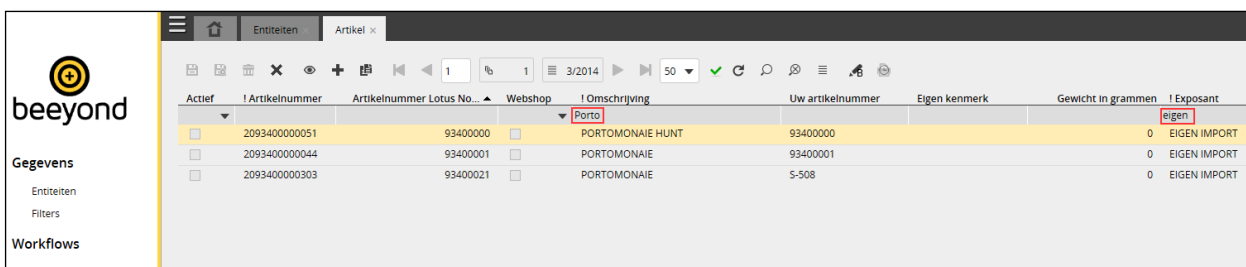 Entiteiten ×
Artikel ×
beeyond
1 1 3/2014 50
Actief ! Artikelnummer Artikelnummer Lotus No... Webshop ! Omschrijving Uw artikelnummer Eigen kenmerk Gewicht in grammen ! Exposant
Porto eigen
2093400000051 93400000 PORTOMONAIE HUNT 93400000 0 EIGEN IMPORT
2093400000044 93400001 PORTOMONAIE 93400001 0 EIGEN IMPORT
2093400000303 93400021 PORTOMONAIE S-508 0 EIGEN IMPORT
Gegevens
Entiteiten
Filters
Workflows